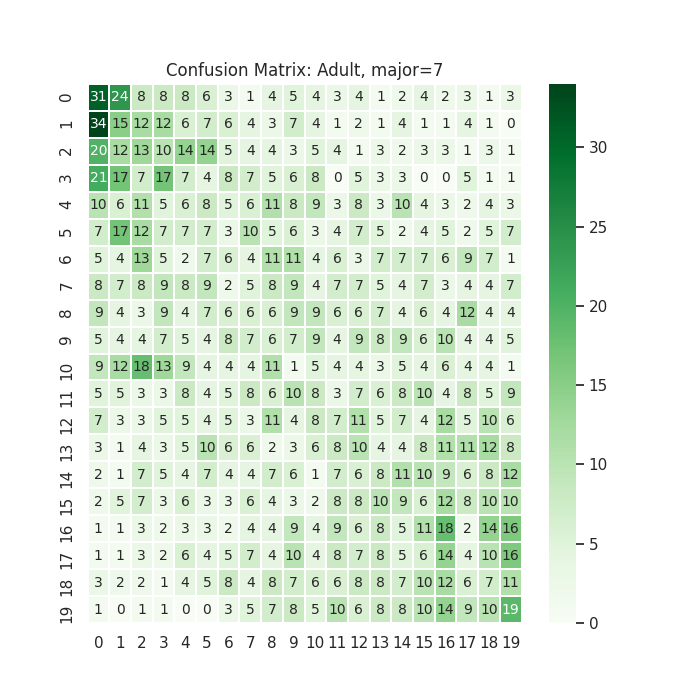 Confusion Matrix: Adult, major=7
0 31 24 8 8 8 6 3 1 4 5 4 3 4 1 2 4 2 3 1 3
1 34 15 12 12 6 7 6 4 3 7 4 1 2 1 4 1 1 4 1 0
2 20 12 13 10 14 14 5 4 4 3 5 4 1 3 2 3 3 1 3 1
3 21 17 7 17 7 4 8 7 5 6 8 0 5 3 3 0 0 5 1 1
4 10 6 11 5 6 8 5 6 11 8 9 3 8 3 10 4 3 2 4 3
5 7 17 12 7 7 7 3 10 5 6 3 4 7 5 2 4 5 2 5 7
6 5 4 13 5 2 7 6 4 11 11 4 6 3 7 7 7 6 9 7 1
7 8 7 8 9 8 9 2 5 8 9 4 7 7 5 4 7 3 4 4 7
8 9 4 3 9 4 7 6 6 6 9 9 6 6 7 4 6 4 12 4 4
9 5 4 4 7 5 4 8 7 6 7 9 4 9 8 9 6 10 4 4 5
10 9 12 18 13 9 4 4 4 11 1 5 4 4 3 5 4 6 4 4 1
11 5 5 3 3 8 4 5 8 6 10 8 3 7 6 8 10 4 8 5 9
12 7 3 3 5 5 4 5 3 11 4 8 7 11 5 7 4 12 5 10 6
13 3 1 4 3 5 10 6 6 2 3 6 8 10 4 4 8 11 11 12 8
14 2 1 7 5 4 7 4 4 7 6 1 7 6 8 11 10 9 6 8 12
15 2 5 7 3 6 3 3 6 4 3 2 8 8 10 9 6 12 8 10 10
16 1 1 3 2 3 3 2 4 4 9 4 9 6 8 5 11 18 2 14 16
17 1 1 3 2 6 4 5 7 4 10 4 8 7 8 5 6 14 4 10 16
18 3 2 2 1 4 5 8 4 8 7 6 6 8 8 7 10 12 6 7 11
19 1 0 1 1 0 0 3 5 7 8 5 10 6 8 8 10 14 9 10 19
0 1 2 3 4 5 6 7 8 9 10 11 12 13 14 15 16 17 18 19
30
25
20
15
10
5
0